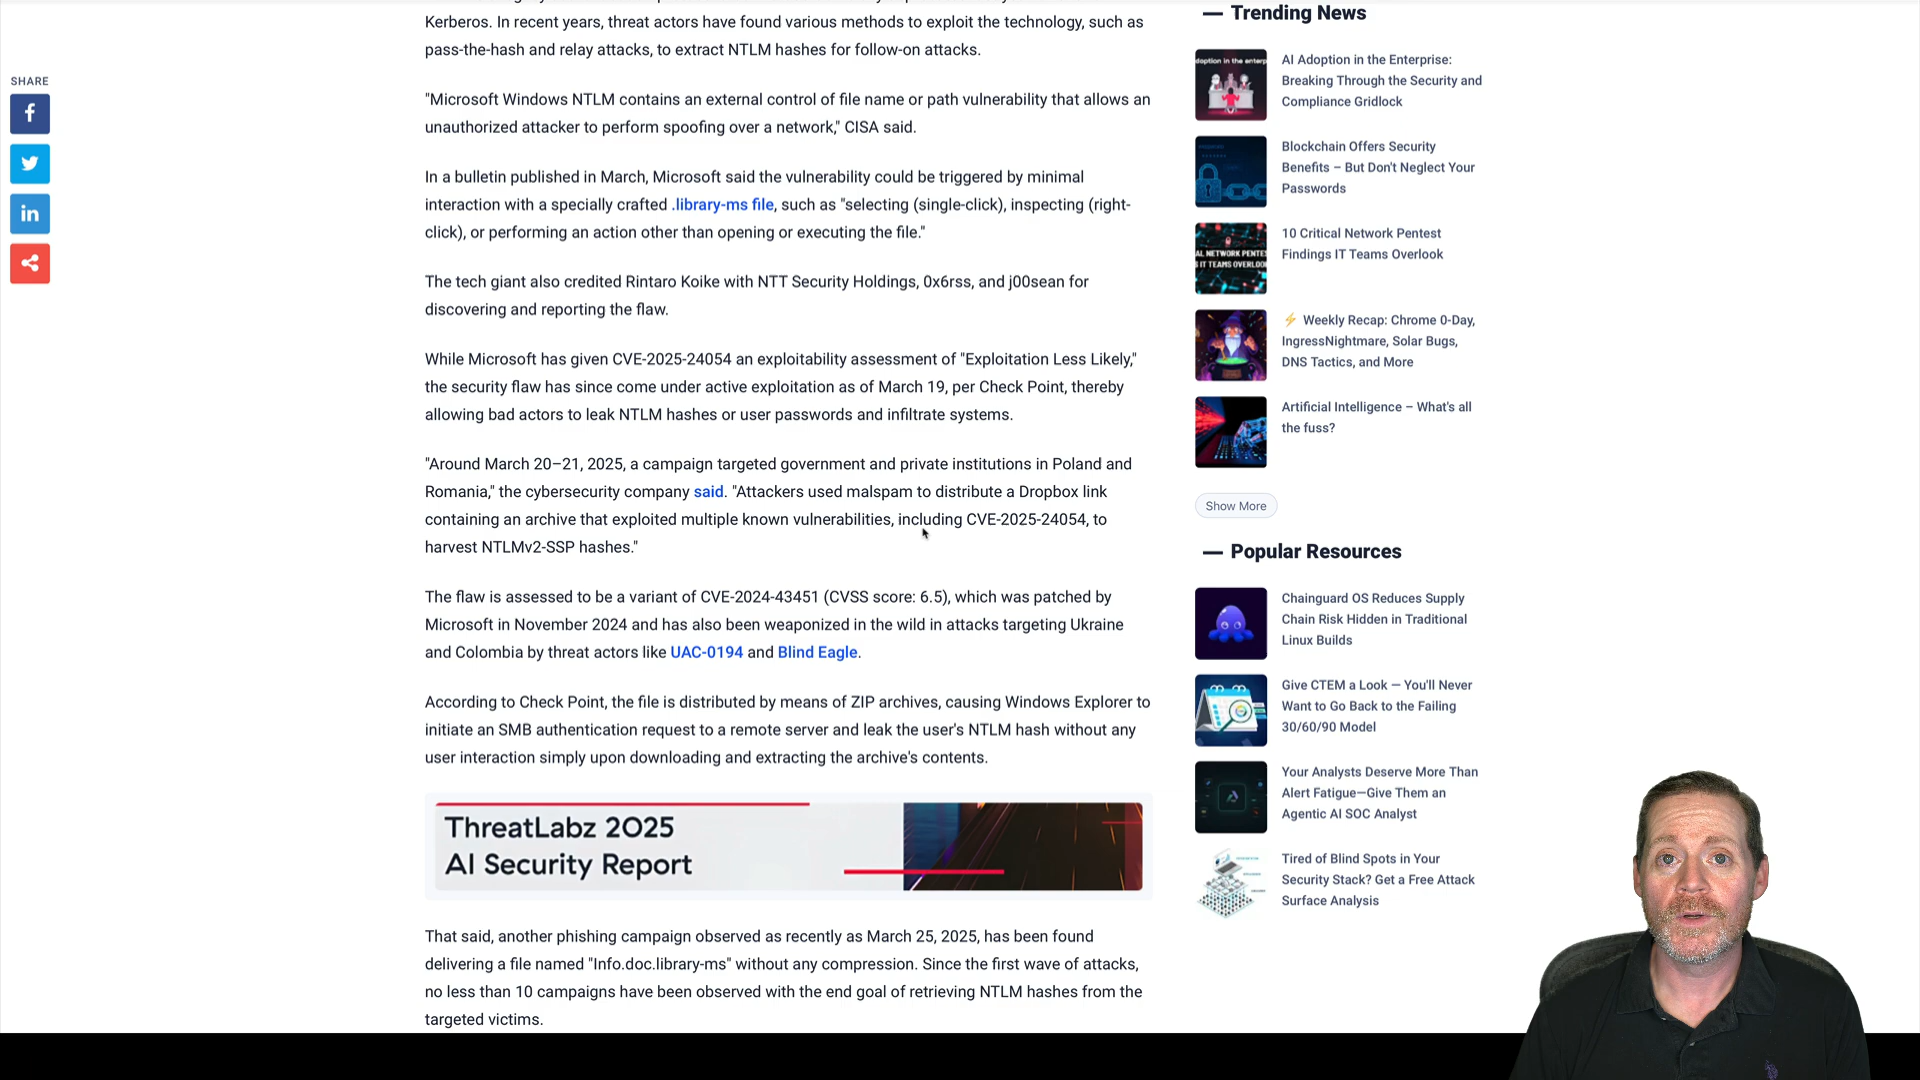 Kerberos. In recent years, threat actors have found various methods to exploit the technology, such as
pass-the-hash and relay attacks, to extract NTLM hashes for follow-on attacks.
SHARE
"Microsoft Windows NTLM contains an external control of file name or path vulnerability that allows an
unauthorized attacker to perform spoofing over a network," CISA said.
In a bulletin published in March, Microsoft said the vulnerability could be triggered by minimal
interaction with a specially crafted .library-ms file, such as "selecting (single-click), inspecting (right-
click), or performing an action other than opening or executing the file."
The tech giant also credited Rintaro Koike with NTT Security Holdings, 0x6rss, and j00sean for
discovering and reporting the flaw.
While Microsoft has given CVE-2025-24054 an exploitability assessment of "Exploitation Less Likely,"
the security flaw has since come under active exploitation as of March 19, per Check Point, thereby
allowing bad actors to leak NTLM hashes or user passwords and infiltrate systems.
"Around March 20–21, 2025, a campaign targeted government and private institutions in Poland and
Romania," the cybersecurity company said. "Attackers used malspam to distribute a Dropbox link
containing an archive that exploited multiple known vulnerabilities, including CVE-2025-24054, to
harvest NTLMv2-SSP hashes."
The flaw is assessed to be a variant of CVE-2024-43451 (CVSS score: 6.5), which was patched by
Microsoft in November 2024 and has also been weaponized in the wild in attacks targeting Ukraine
and Colombia by threat actors like UAC-0194 and Blind Eagle.
According to Check Point, the file is distributed by means of ZIP archives, causing Windows Explorer to
initiate an SMB authentication request to a remote server and leak the user's NTLM hash without any
user interaction simply upon downloading and extracting the archive's contents.
ThreatLabz 2025
AI Security Report
That said, another phishing campaign observed as recently as March 25, 2025, has been found
delivering a file named "Info.doc.library-ms" without any compression. Since the first wave of attacks,
no less than 10 campaigns have been observed with the end goal of retrieving NTLM hashes from the
targeted victims.
— Trending News
AI Adoption in the Enterprise:
Breaking Through the Security and
Compliance Gridlock
Blockchain Offers Security
Benefits – But Don't Neglect Your
Passwords
10 Critical Network Pentest
Findings IT Teams Overlook
⚡ Weekly Recap: Chrome 0-Day,
IngressNightmare, Solar Bugs,
DNS Tactics, and More
Artificial Intelligence – What's all
the fuss?
Show More
— Popular Resources
Chainguard OS Reduces Supply
Chain Risk Hidden in Traditional
Linux Builds
Give CTEM a Look — You'll Never
Want to Go Back to the Failing
30/60/90 Model
Your Analysts Deserve More Than
Alert Fatigue—Give Them an
Agentic AI SOC Analyst
Tired of Blind Spots in Your
Security Stack? Get a Free Attack
Surface Analysis